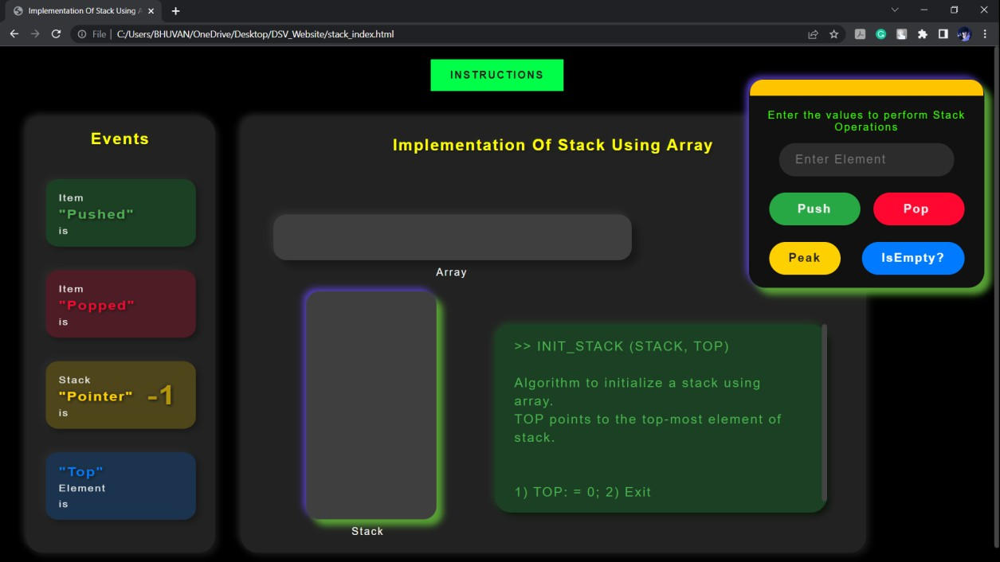 Implementation Of Stack Using
File
C:/Users/BHUVAN/OneDrive/Desktop/DSV_Website/stack_index.html
INSTRUCTIONS
Events
Item
"Pushed"
is
Item
"Popped"
is
Stack
"Pointer" -1
is
"Top"
Element
is
Implementation Of Stack Using Array
Array
Stack
>> INIT_STACK (STACK, TOP)
Algorithm to initialize a stack using
array.
TOP points to the top-most element of
stack.
1) TOP: = 0; 2) Exit
Enter the values to perform Stack
Operations
Enter Element
Push
Pop
Peak
IsEmpty?